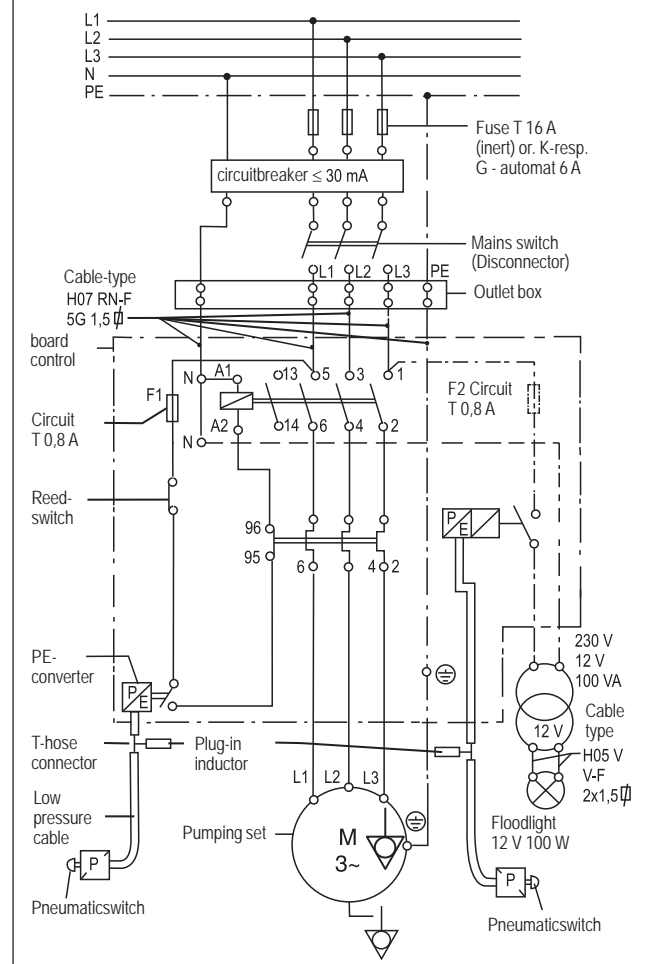 L1
L2
L3
N
PE
Fuse T 16 A
(inert) or. K-resp.
G - automat 6 A
circuitbreaker ≤ 30 mA
Mains switch
(Disconnector)
L1 L2 L3 PE
Outlet box
Cable-type
H07 RN-F
5G 1,5
board
control
N A1 13 5 3 1
F1
F2 Circuit
T 0,8 A
Circuit
T 0,8 A
A2 14 6 4 2
N
Reed-
switch
96
95
6 4 2
P
E
PE-
converter
P
E
230 V
12 V
100 VA
12 V
Cable
type
H05 V
V-F
2x1,5
T-hose
connector
Plug-in
inductor
Low
pressure
cable
L1 L2 L3
Pumping set
M
3~
Floodlight
12 V 100 W
P
Pneumaticswitch
P
Pneumaticswitch